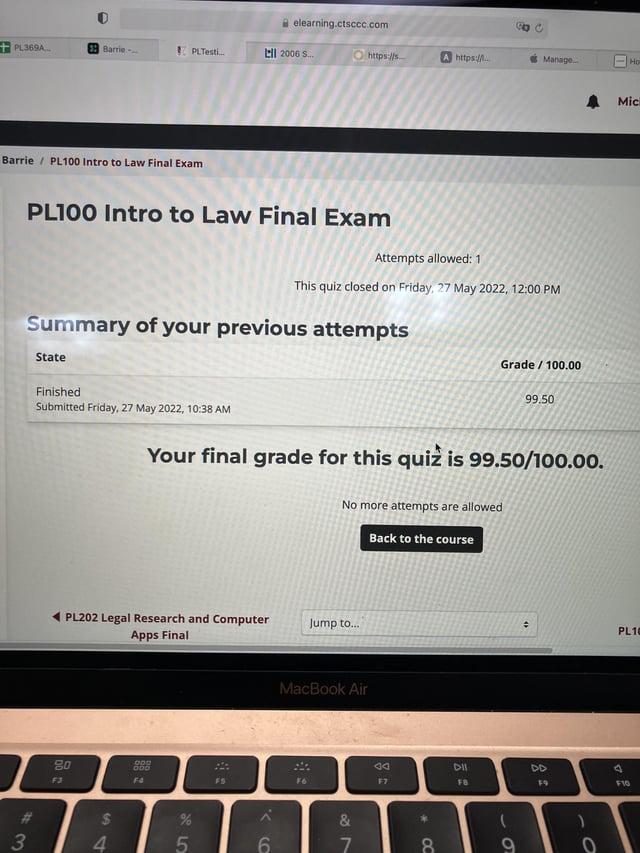 elearning.ctsccc.com
PL369A...
Barrie -...
PLTesti...
2006 S...
https://s...
A
https://l...
Manage...
Ho
Mic
Barrie / PL100 Intro to Law Final Exam
PL100 Intro to Law Final Exam
Attempts allowed: 1
This quiz closed on Friday, 27 May 2022, 12:00 PM
Summary of your previous attempts
State
Grade / 100.00
Finished
Submitted Friday, 27 May 2022, 10:38 AM
99.50
Your final grade for this quiz is 99.50/100.00.
No more attempts are allowed
Back to the course
◀ PL202 Legal Research and Computer
Apps Final
Jump to...
PL10
MacBook Air
F3
F4
F5
F6
F7
F8
F9
F10
# $ % ^ & * ( )
3 4 5 6 7 8 9 0